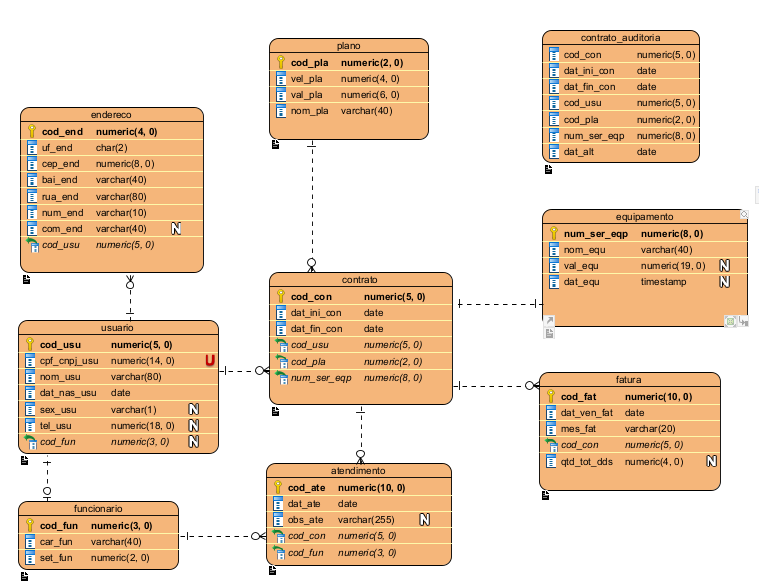 plano
cod_pla numeric(2, 0)
vel_pla numeric(4, 0)
val_pla numeric(6, 0)
nom_pla varchar(40)
contrato_auditoria
cod_con numeric(5, 0)
dat_ini_con date
dat_fin_con date
cod_usu numeric(5, 0)
cod_pla numeric(2, 0)
num_ser_eqp numeric(8, 0)
dat_alt date
endereco
cod_end numeric(4, 0)
uf_end char(2)
cep_end numeric(8, 0)
bai_end varchar(40)
rua_end varchar(80)
num_end varchar(10)
com_end varchar(40) N
cod_usu numeric(5, 0)
equipamento
num_ser_eqp numeric(8, 0)
nom_equ varchar(40)
val_equ numeric(19, 0) N
dat_equ timestamp N
contrato
cod_con numeric(5, 0)
dat_ini_con date
dat_fin_con date
cod_usu numeric(5, 0)
cod_pla numeric(2, 0)
num_ser_eqp numeric(8, 0)
usuario
cod_usu numeric(5, 0)
cpf_cnpj_usu numeric(14, 0) U
nom_usu varchar(80)
dat_nas_usu date
sex_usu varchar(1) N
tel_usu numeric(18, 0) N
cod_fun numeric(3, 0) N
fatura
cod_fat numeric(10, 0)
dat_ven_fat date
mes_fat varchar(20)
cod_con numeric(5, 0)
qtd_tot_dds numeric(4, 0) N
atendimento
cod_ate numeric(10, 0)
dat_ate date
obs_ate varchar(255) N
cod_con numeric(5, 0)
cod_fun numeric(3, 0)
funcionario
cod_fun numeric(3, 0)
car_fun varchar(40)
set_fun numeric(2, 0)